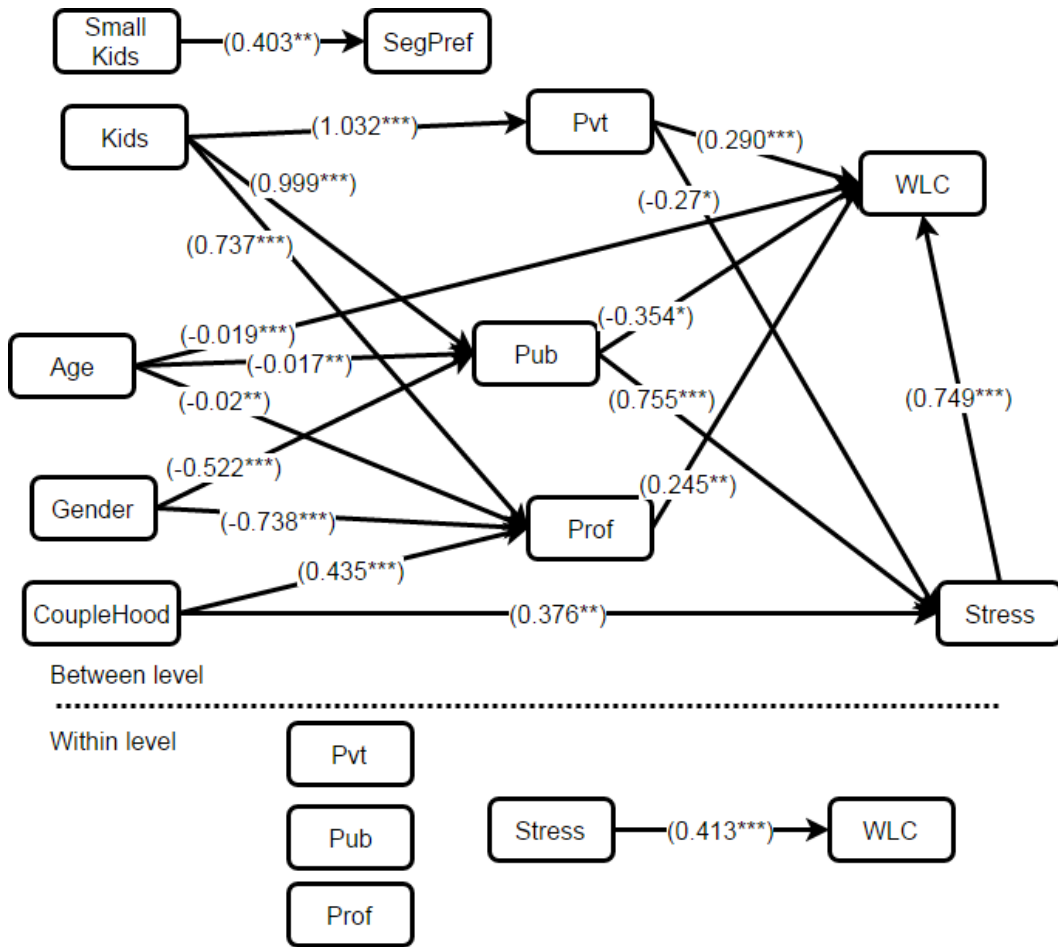 Small
Kids
(0.403**)
SegPref
Kids
(1.032***)
Pvt
(0.290***)
WLC
(0.999***)
(-0.27*)
(0.737***)
(-0.019***)
(-0.354*)
Age
(-0.017**)
Pub
(-0.02**)
(0.755***)
(0.749***)
(-0.522***)
Gender
(-0.738***)
Prof
(0.245**)
(0.435***)
CoupleHood
(0.376**)
Stress
Between level
Within level
Pvt
Pub
Stress
(0.413***)
WLC
Prof